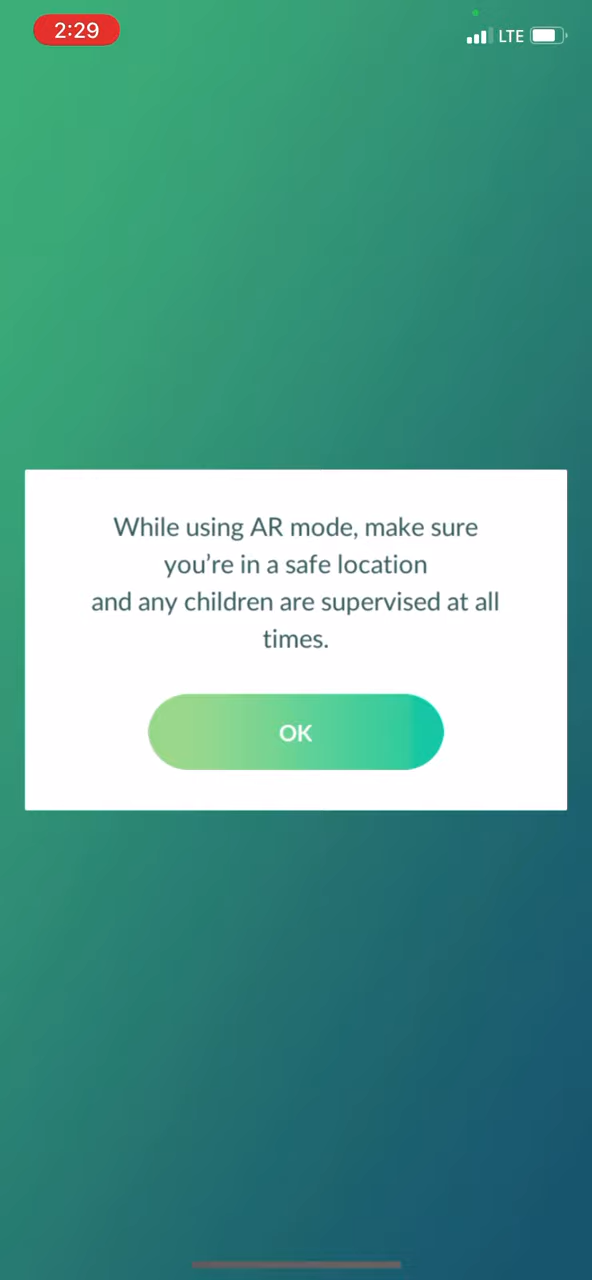 2:29
LTE
While using AR mode, make sure
you’re in a safe location
and any children are supervised at all
times.
OK